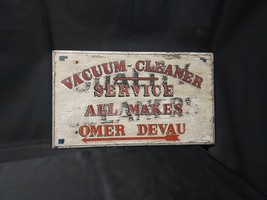 VACUUM-CLEANER
SERVICE
ALL MAKES
OMER DEVAU